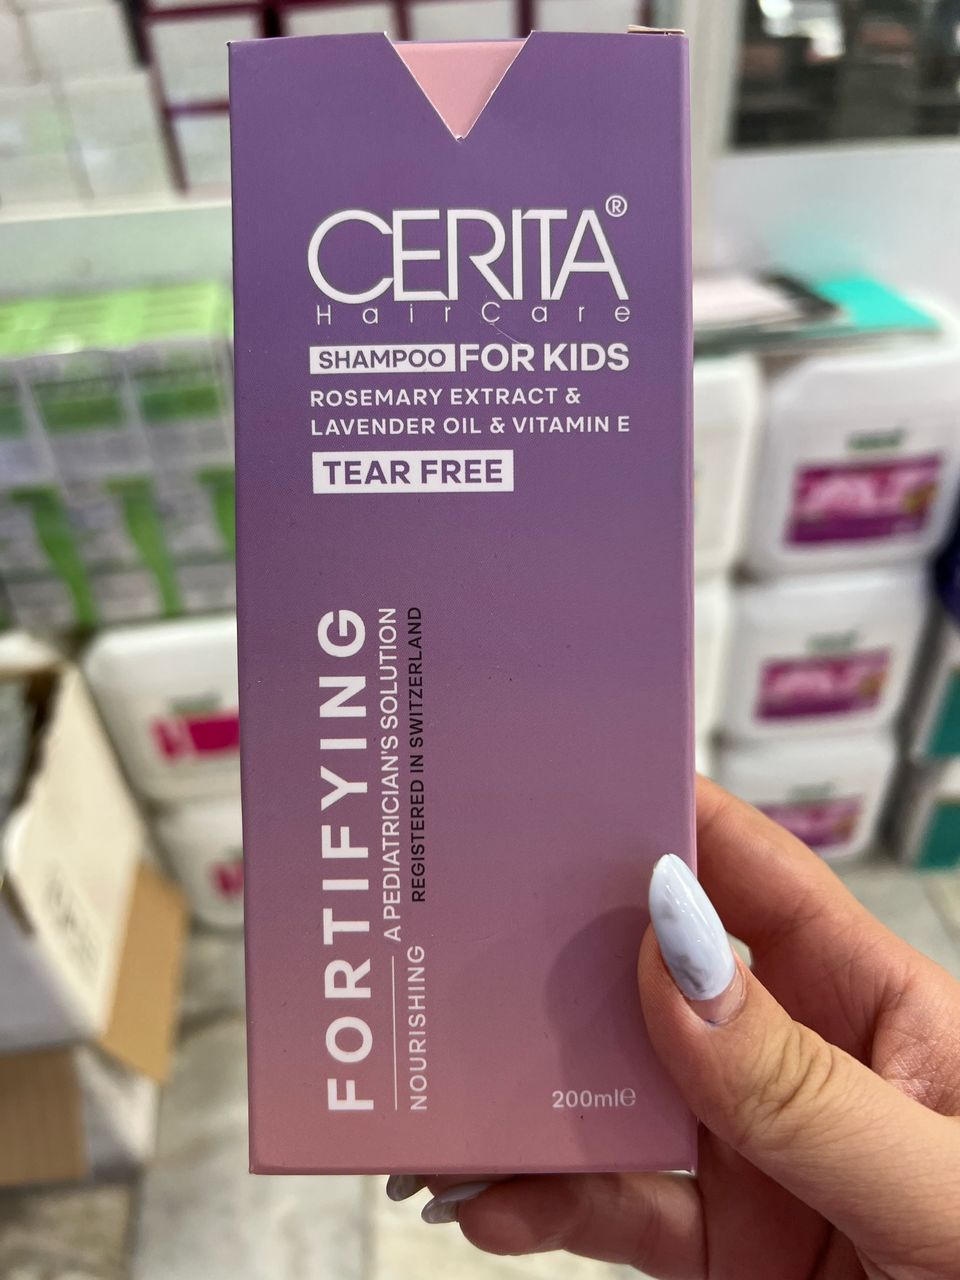 CERITA®
HairCare
SHAMPOO FOR KIDS
ROSEMARY EXTRACT &
LAVENDER OIL & VITAMIN E
TEAR FREE
FORTIFYING
A PEDIATRICIAN'S SOLUTION
NOURISHING
REGISTERED IN SWITZERLAND
200ml℮